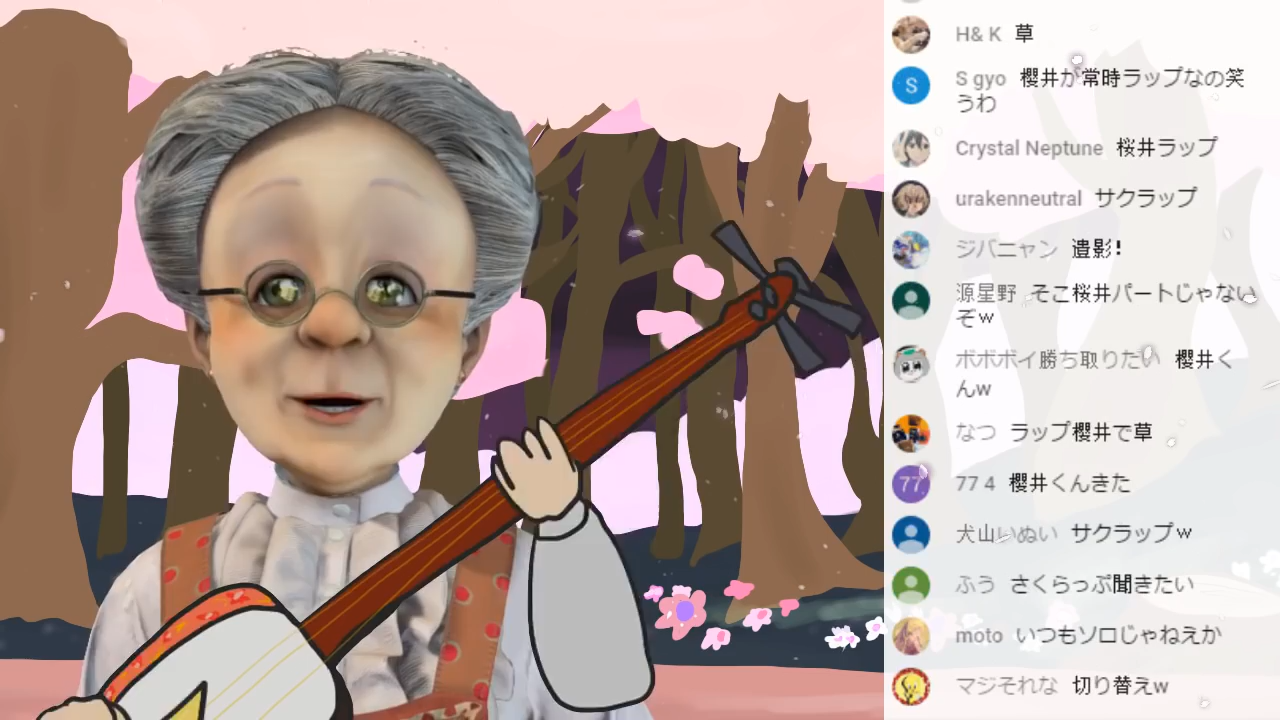 H& K 草
S gyo 櫻井が常時ラップなの笑
うわ
Crystal Neptune 桜井ラップ
urakenneutral サクラップ
ジバニャン 遺影!
源星野 そこ桜井パートじゃない
ぞw
ボボボイ勝ち取りたい 櫻井く
んw
なつ ラップ櫻井で草
77
77 4 櫻井くんきた
犬山いぬい サクラップw
ふう さくらっぷ聞きたい
moto いつもソロじゃねえか
マジそれな 切り替えw